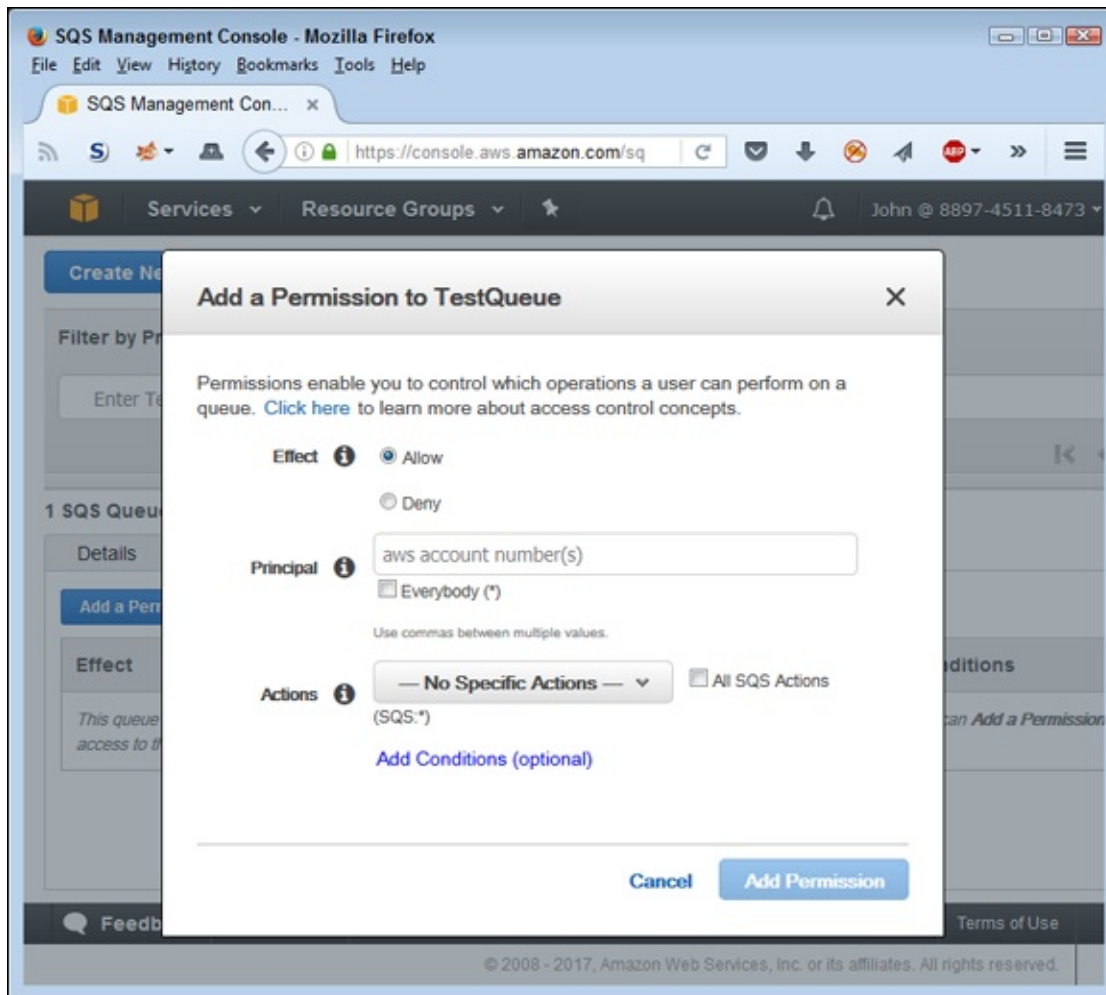 SQS Management Console - Mozilla Firefox
File Edit View History Bookmarks Tools Help
SQS Management Con... ×
https://console.aws.amazon.com/sq
ABP
Services
Resource Groups
John @ 8897-4511-8473
Create Ne
Add a Permission to TestQueue
Filter by Pr
Enter Te
Permissions enable you to control which operations a user can perform on a
queue. Click here to learn more about access control concepts.
Effect
Allow
Deny
1 SQS Queu
Details
Principal
aws account number(s)
Everybody (*)
Use commas between multiple values.
Add a Perr
Effect
Actions
— No Specific Actions —
All SQS Actions
(SQS:*)
Add Conditions (optional)
nditions
This queue
access to th
can Add a Permission
Cancel
Add Permission
Feedb
Terms of Use
© 2008 - 2017, Amazon Web Services, Inc. or its affiliates. All rights reserved.